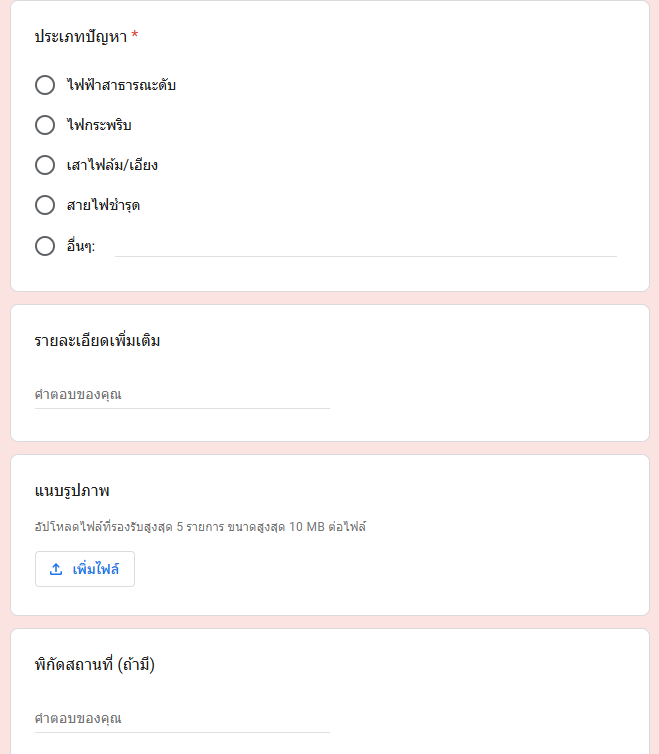 ประเภทปัญหา *
ไฟฟ้าสาธารณะดับ
ไฟกระพริบ
เสาไฟล้ม/เอียง
สายไฟชำรุด
อื่นๆ:
รายละเอียดเพิ่มเติม
คำตอบของคุณ
แนบรูปภาพ
อัปโหลดไฟล์ที่รองรับสูงสุด 5 รายการ ขนาดสูงสุด 10 MB ต่อไฟล์
เพิ่มไฟล์
พิกัดสถานที่ (ถ้ามี)
คำตอบของคุณ